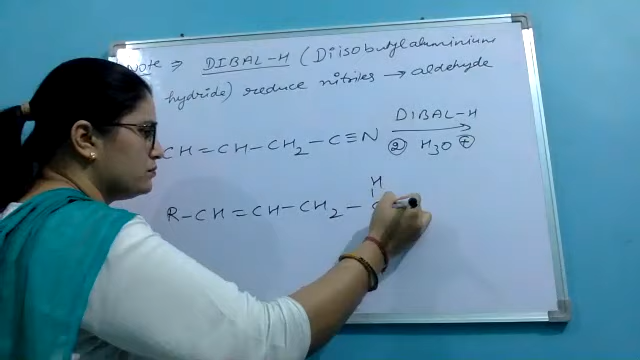 Note ⇒ DIBAL-H (Diisobutylaluminium
hydride) reduce nitriles → aldehyde
CH=CH-CH₂-C≡N DIBAL-H
② H₃O⊕
H
R-CH=CH-CH₂-C